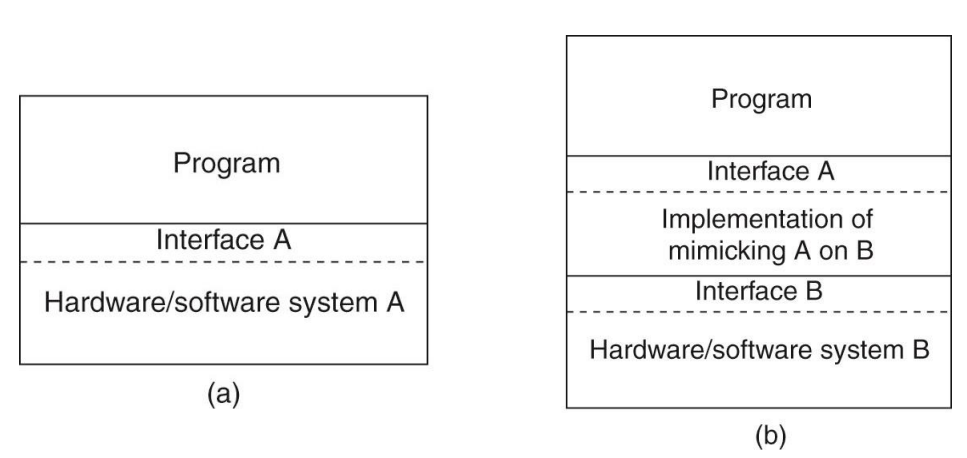 Program
Interface A
Hardware/software system A
(a)
Program
Interface A
Implementation of
mimicking A on B
Interface B
Hardware/software system B
(b)